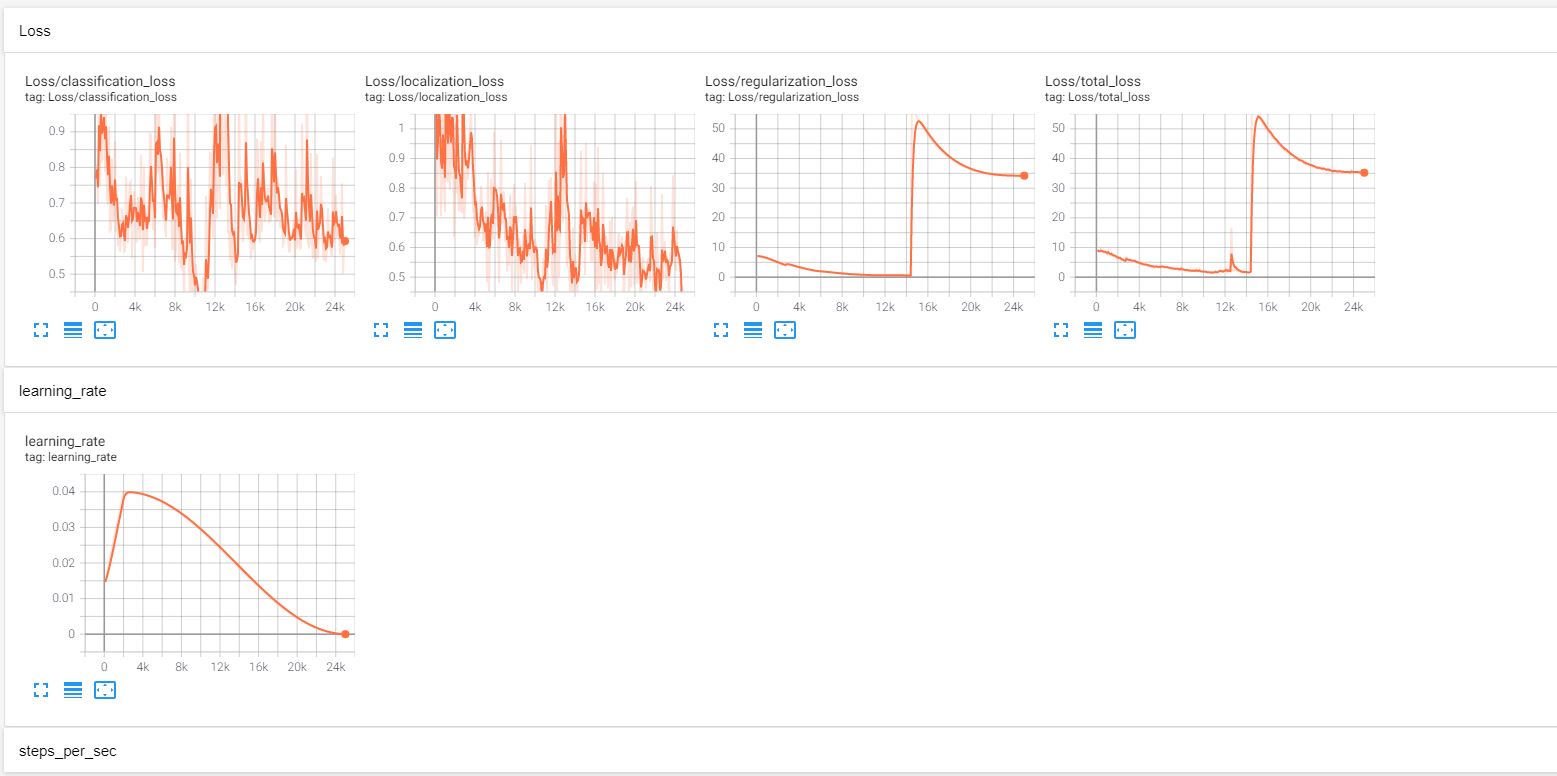 Loss
Loss/classification_loss
tag: Loss/classification_loss
0.9
0.8
0.7
0.6
0.5
0 4k 8k 12k 16k 20k 24k
Loss/localization_loss
tag: Loss/localization_loss
1
0.9
0.8
0.7
0.6
0.5
0 4k 8k 12k 16k 20k 24k
Loss/regularization_loss
tag: Loss/regularization_loss
50
40
30
20
10
0
0 4k 8k 12k 16k 20k 24k
Loss/total_loss
tag: Loss/total_loss
50
40
30
20
10
0
0 4k 8k 12k 16k 20k 24k
learning_rate
learning_rate
tag: learning_rate
0.04
0.03
0.02
0.01
0
0 4k 8k 12k 16k 20k 24k
steps_per_sec